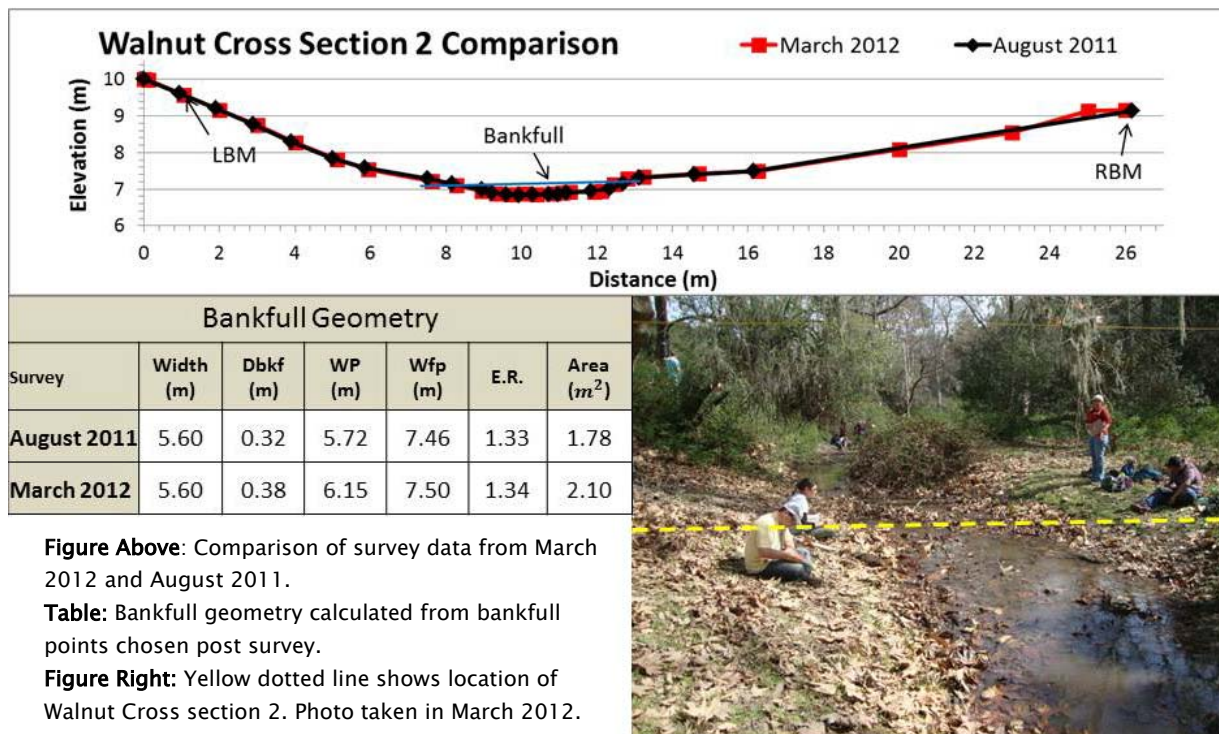 Walnut Cross Section 2 Comparison
March 2012
August 2011
Elevation (m)
10
9
8
7
6
LBM
Bankfull
RBM
0 2 4 6 8 10 12 14 16 18 20 22 24 26
Distance (m)
Bankfull Geometry
Survey Width (m) Dbkf (m) WP (m) Wfp (m) E.R. Area (m²)
August 2011 5.60 0.32 5.72 7.46 1.33 1.78
March 2012 5.60 0.38 6.15 7.50 1.34 2.10
Figure Above: Comparison of survey data from March
2012 and August 2011.
Table: Bankfull geometry calculated from bankfull
points chosen post survey.
Figure Right: Yellow dotted line shows location of
Walnut Cross section 2. Photo taken in March 2012.